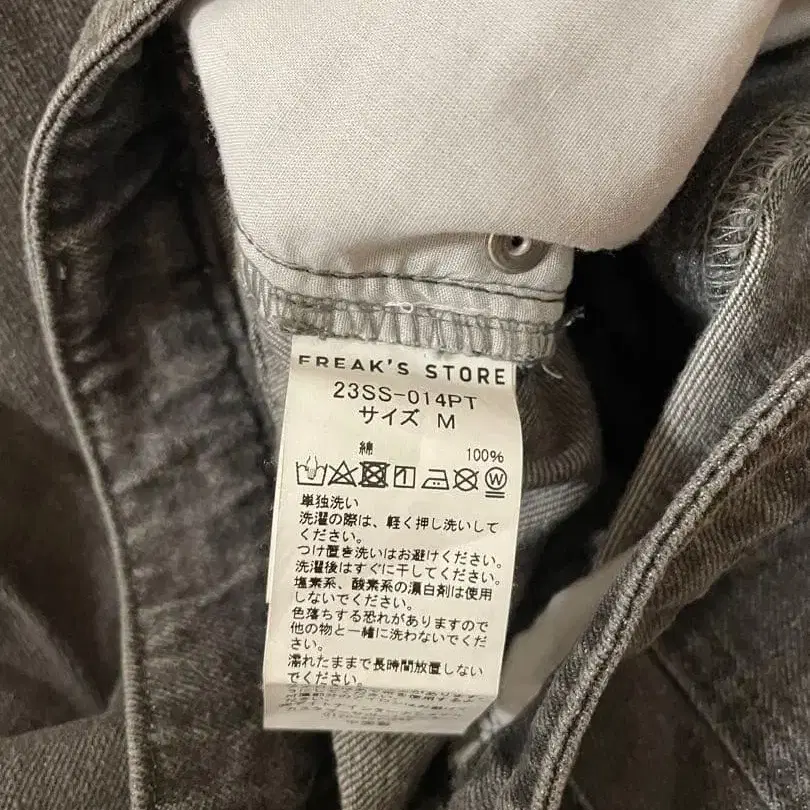 FREAK'S STORE
23SS-014PT
サイズ M
綿 100%
W
単独洗い
洗濯の際は、軽く押し洗いして
ください。
つけ置き洗いはお避けください。
洗濯後はすぐに干してください。
塩素系、酸素系の漂白剤は使用
しないでください。
色落ちする恐れがありますので
他の物と一緒に洗わないでくだ
さい。
濡れたままで長時間放置しない
でください。